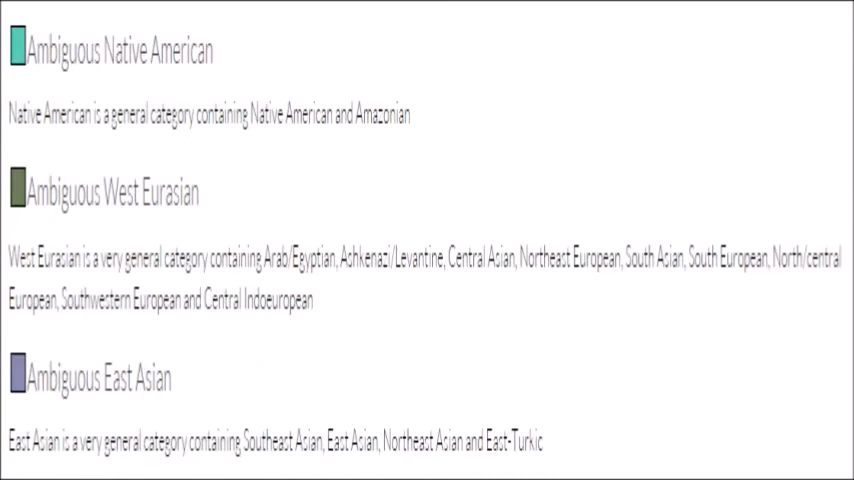 Ambiguous Native American
Native American is a general category containing Native American and Amazonian
Ambiguous West Eurasian
West Eurasian is a very general category containing Arab/Egyptian, Ashkenazi/Levantine, Central Asian, Northeast European, South Asian, South European, North/central
European, Southwestern European and Central Indoeuropean
Ambiguous East Asian
East Asian is a very general category containing Southeast Asian, East Asian, Northeast Asian and East-Turkic